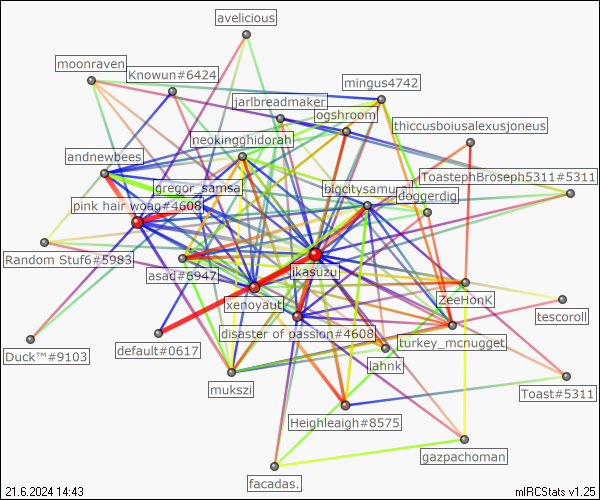 avelicious
moonraven
Knowun#6424
mingus4742
jarlbreadmaker
ogshroom
thiccusboiusalexusjoneus
neokingghidorah
andnewbees
ToastephBroseph5311#5311
gregor_samsa
bigcitysamurai
doggerdig
pink hair woag#4608
Random Stuf6#5983
asad#6947
jkasuzu
xenoyaut
ZeeHonk
tescoroll
disaster of passion#4608
turkey_mcnugget
Duck™#9103
default#0617
lahnk
mukszi
Toast#5311
Heighleaigh#8575
gazpachoman
facadas.
21.6.2024 14:43
mIRCStats v1.25